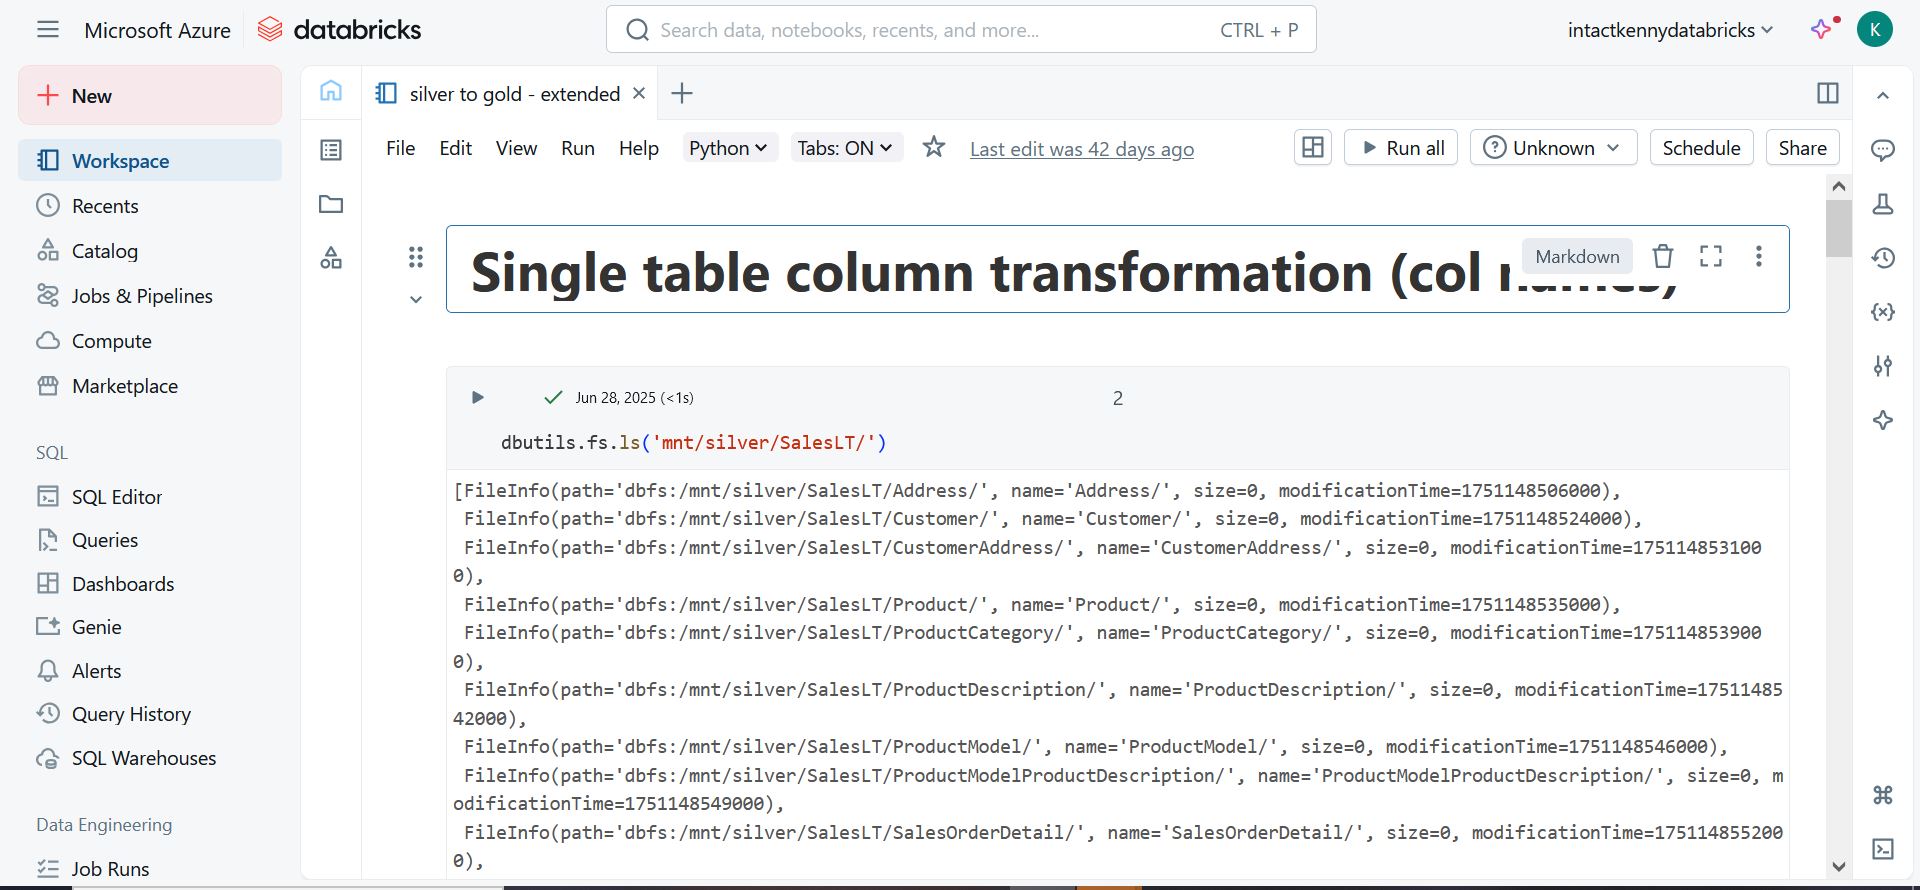 Microsoft Azure databricks
Search data, notebooks, recents, and more... CTRL + P
intactkennydatabricks
K
New
Workspace
Recents
Catalog
Jobs & Pipelines
Compute
Marketplace
SQL
SQL Editor
Queries
Dashboards
Genie
Alerts
Query History
SQL Warehouses
Data Engineering
Job Runs
silver to gold - extended
File Edit View Run Help Python Tabs: ON Last edit was 42 days ago Run all Unknown Schedule Share
Single table column transformation (col names)
Markdown
Jun 28, 2025 (<1s) 2
dbutils.fs.ls('mnt/silver/SalesLT/')
[FileInfo(path='dbfs:/mnt/silver/SalesLT/Address/', name='Address/', size=0, modificationTime=1751148506000),
FileInfo(path='dbfs:/mnt/silver/SalesLT/Customer/', name='Customer/', size=0, modificationTime=1751148524000),
FileInfo(path='dbfs:/mnt/silver/SalesLT/CustomerAddress/', name='CustomerAddress/', size=0, modificationTime=175114853100
0),
FileInfo(path='dbfs:/mnt/silver/SalesLT/Product/', name='Product/', size=0, modificationTime=1751148535000),
FileInfo(path='dbfs:/mnt/silver/SalesLT/ProductCategory/', name='ProductCategory/', size=0, modificationTime=175114853900
0),
FileInfo(path='dbfs:/mnt/silver/SalesLT/ProductDescription/', name='ProductDescription/', size=0, modificationTime=17511485
42000),
FileInfo(path='dbfs:/mnt/silver/SalesLT/ProductModel/', name='ProductModel/', size=0, modificationTime=1751148546000),
FileInfo(path='dbfs:/mnt/silver/SalesLT/ProductModelProductDescription/', name='ProductModelProductDescription/', size=0, m
odificationTime=1751148549000),
FileInfo(path='dbfs:/mnt/silver/SalesLT/SalesOrderDetail/', name='SalesOrderDetail/', size=0, modificationTime=175114855200
0),